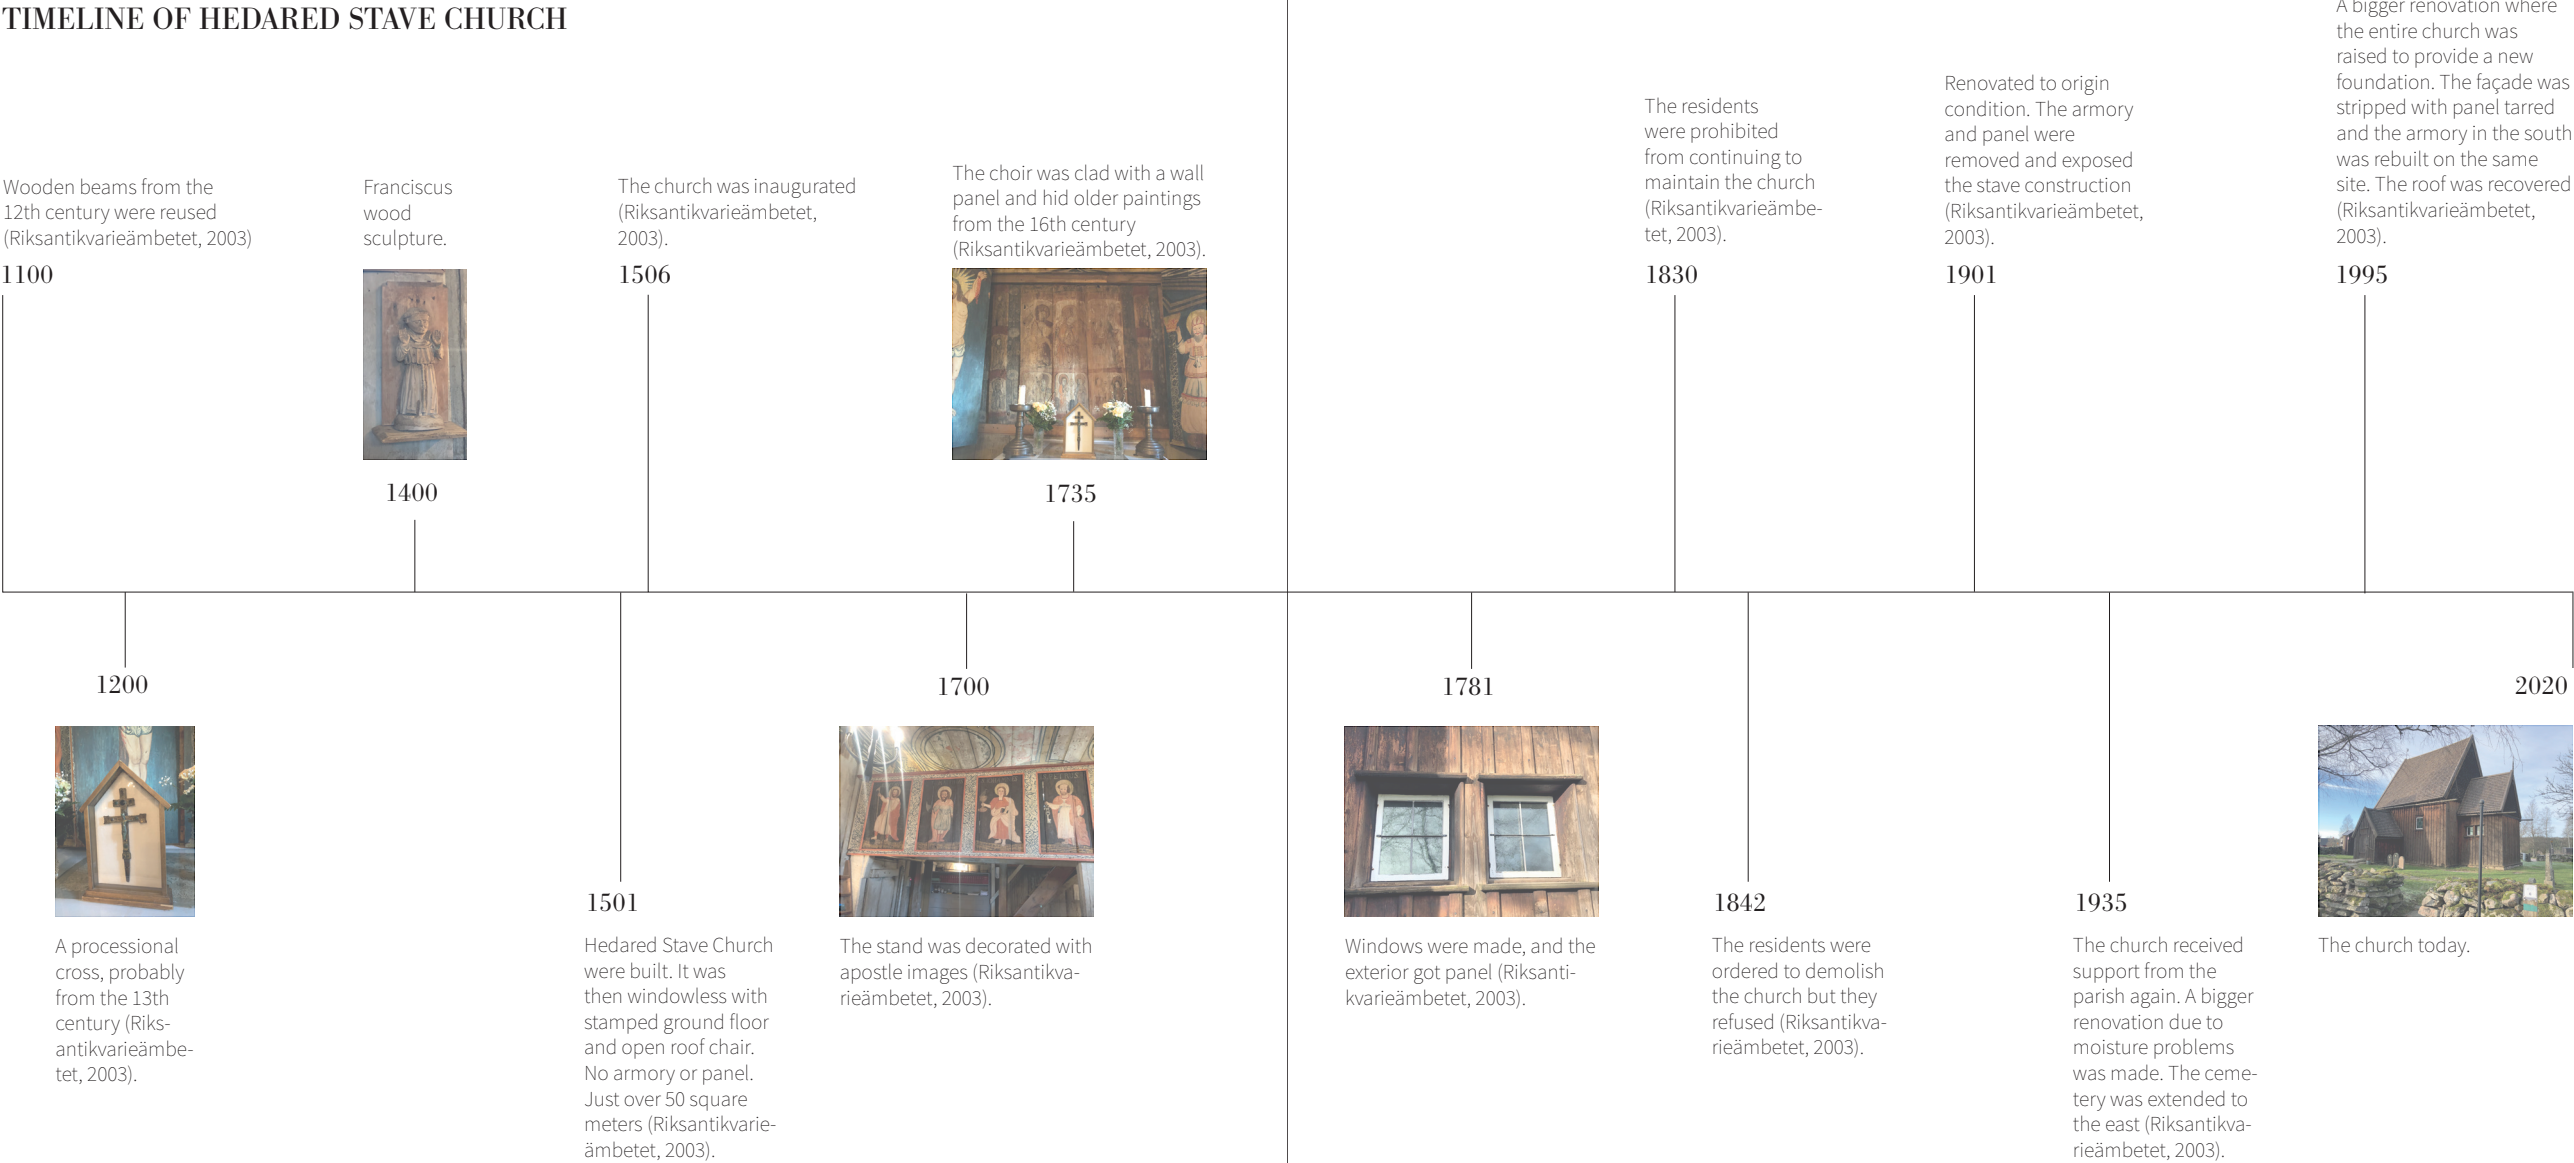 TIMELINE OF HEDARED STAVE CHURCH
Wooden beams from the
12th century were reused
(Riksantikvarieämbetet, 2003)
1100
Franciscus
wood
sculpture.
1400
The church was inaugurated
(Riksantikvarieämbetet,
2003).
1506
The choir was clad with a wall
panel and hid older paintings
from the 16th century
(Riksantikvarieämbetet, 2003).
1735
The residents
were prohibited
from continuing to
maintain the church
(Riksantikvarieämbe-
tet, 2003).
1830
Renovated to origin
condition. The armory
and panel were
removed and exposed
the stave construction
(Riksantikvarieämbetet,
2003).
1901
A bigger renovation where
the entire church was
raised to provide a new
foundation. The façade was
stripped with panel tarred
and the armory in the south
was rebuilt on the same
site. The roof was recovered
(Riksantikvarieämbetet,
2003).
1995
1200
A processional
cross, probably
from the 13th
century (Riks-
antikvarieämbe-
tet, 2003).
1501
Hedared Stave Church
were built. It was
then windowless with
stamped ground floor
and open roof chair.
No armory or panel.
Just over 50 square
meters (Riksantikvarie-
ämbetet, 2003).
1700
The stand was decorated with
apostle images (Riksantikva-
rieämbetet, 2003).
1781
Windows were made, and the
exterior got panel (Riksanti-
kvarieämbetet, 2003).
1842
The residents were
ordered to demolish
the church but they
refused (Riksantikva-
rieämbetet, 2003).
1935
The church received
support from the
parish again. A bigger
renovation due to
moisture problems
was made. The ceme-
tery was extended to
the east (Riksantikva-
rieämbetet, 2003).
2020
The church today.